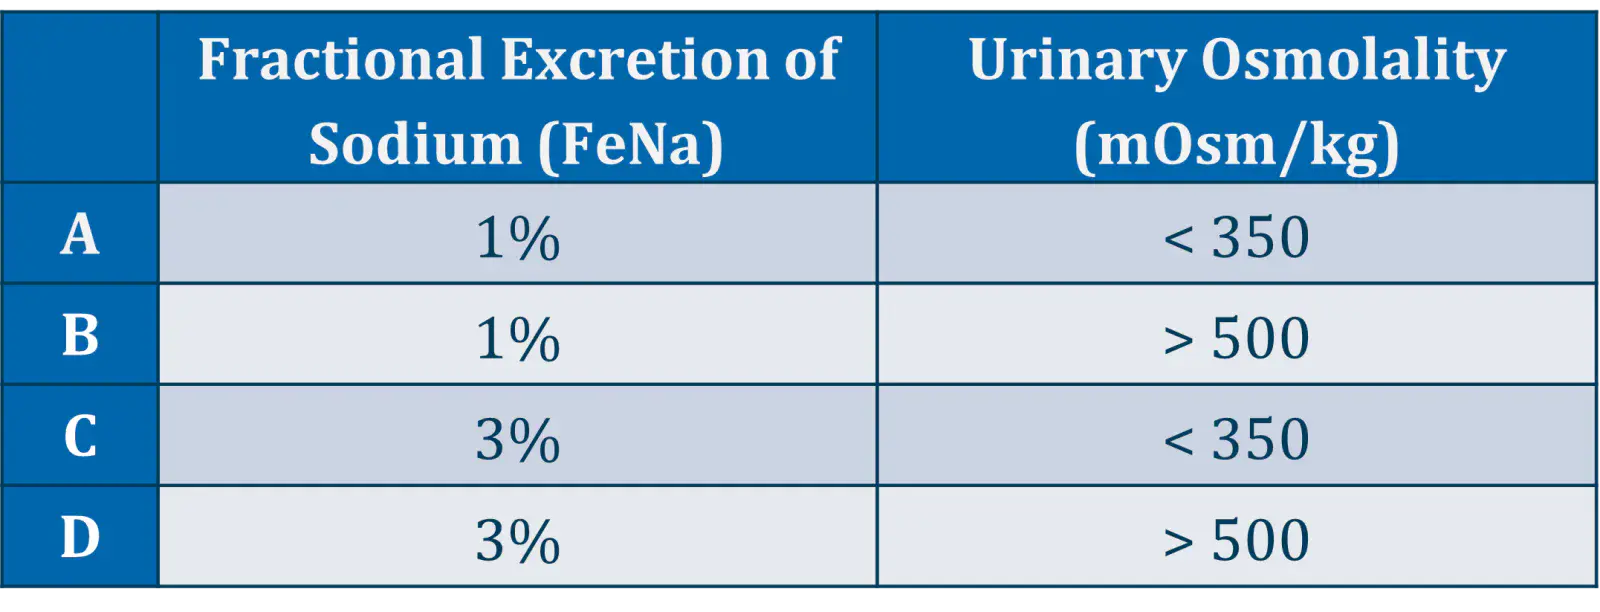 Fractional Excretion of Sodium (FeNa) Urinary Osmolality (mOsm/kg)
A 1% < 350
B 1% > 500
C 3% < 350
D 3% > 500